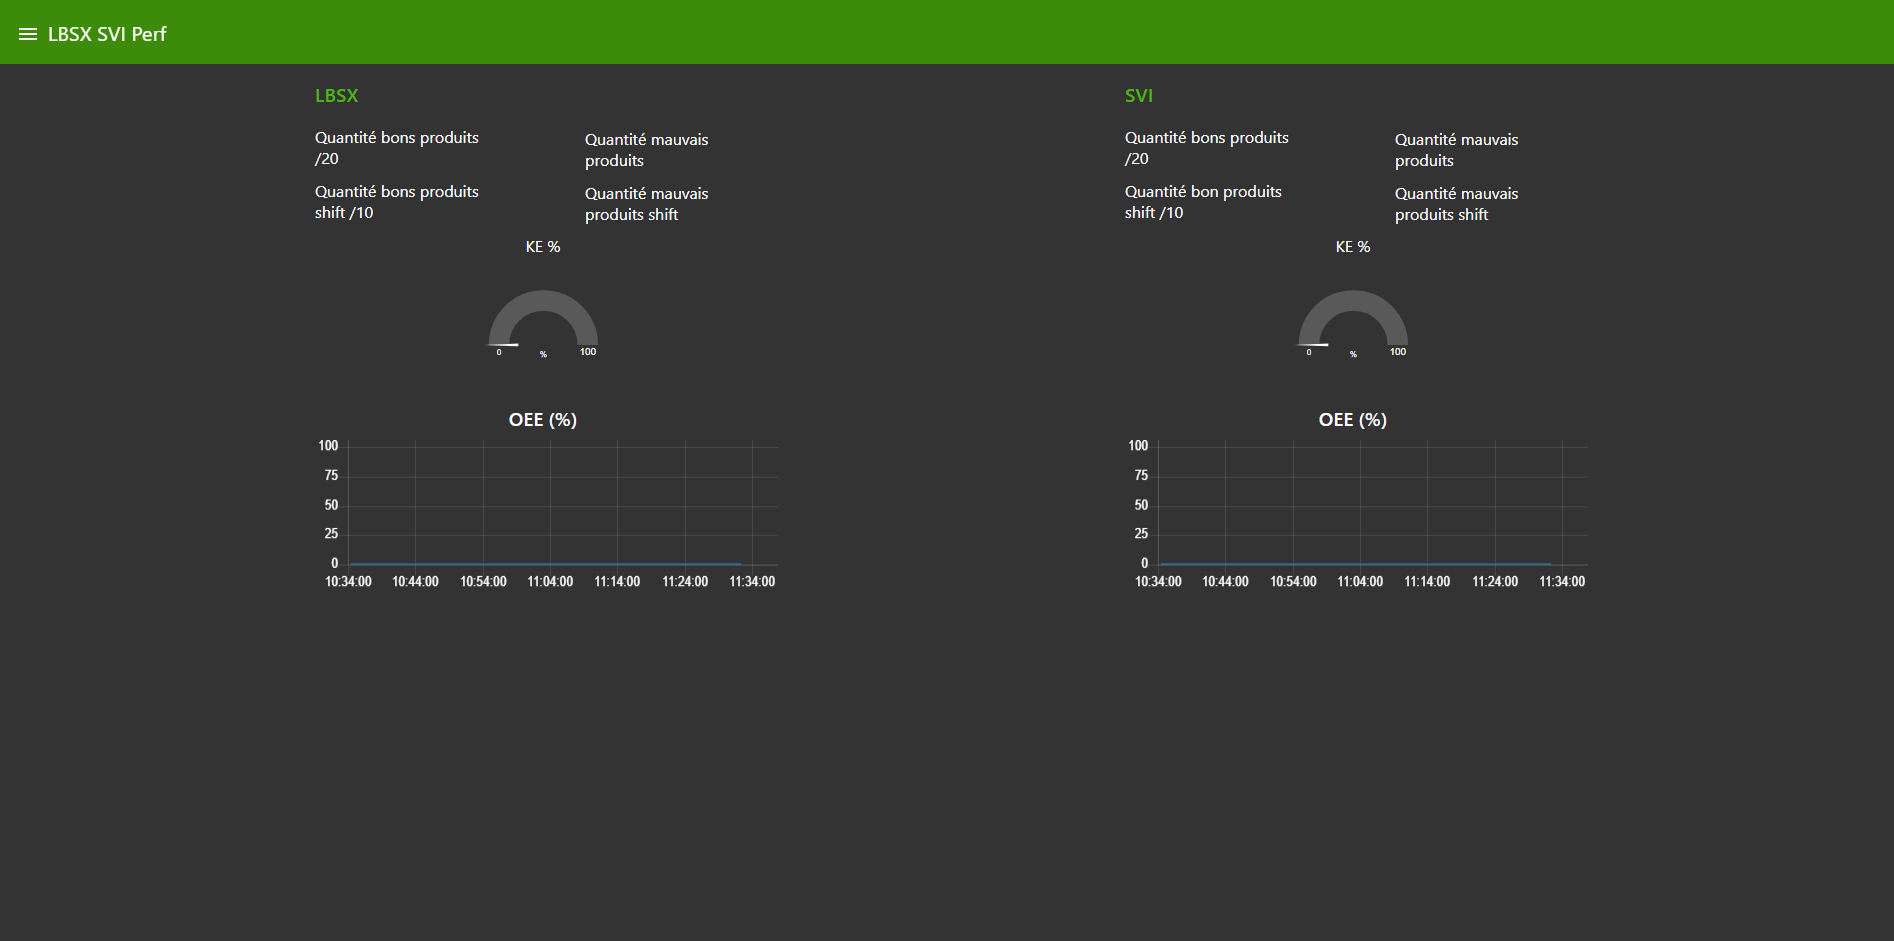 LBSX SVI Perf
LBSX
Quantité bons produits
/20
Quantité mauvais
produits
Quantité bons produits
shift /10
Quantité mauvais
produits shift
KE %
0
%
100
OEE (%)
100
75
50
25
0
10:34:00 10:44:00 10:54:00 11:04:00 11:14:00 11:24:00 11:34:00
SVI
Quantité bons produits
/20
Quantité mauvais
produits
Quantité bon produits
shift /10
Quantité mauvais
produits shift
KE %
0
%
100
OEE (%)
100
75
50
25
0
10:34:00 10:44:00 10:54:00 11:04:00 11:14:00 11:24:00 11:34:00